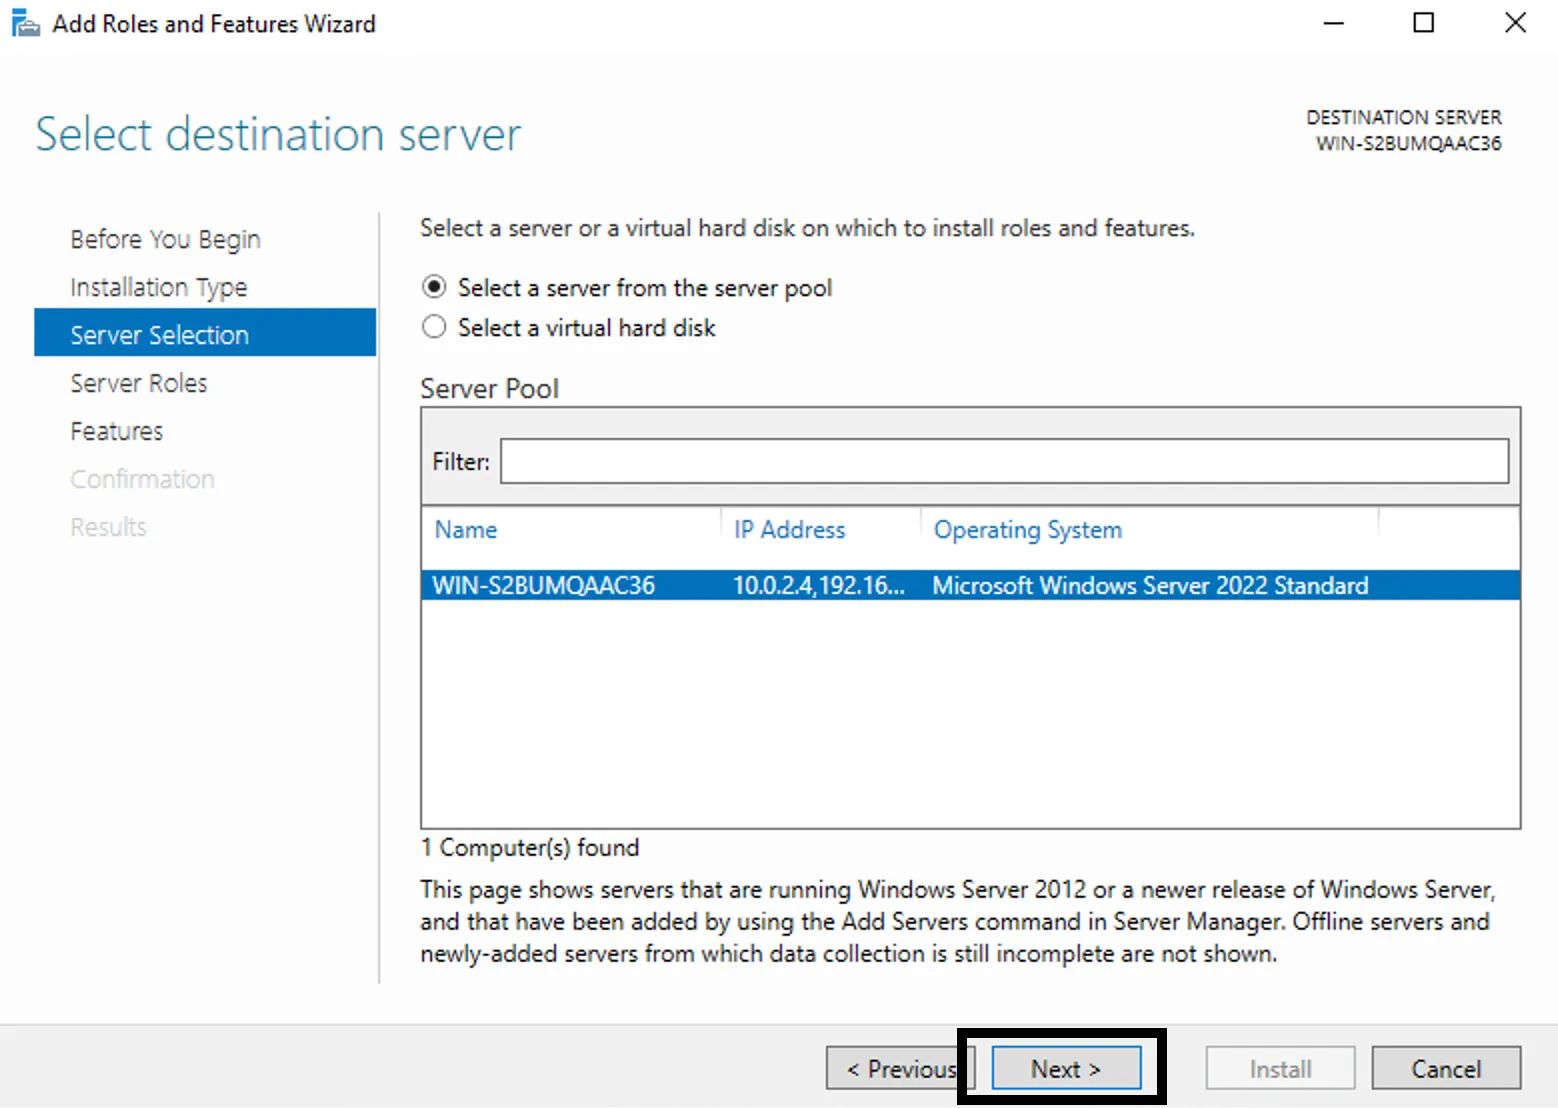 Add Roles and Features Wizard
Select destination server
DESTINATION SERVER
WIN-S2BUMQAAC36
Before You Begin
Installation Type
Server Selection
Server Roles
Features
Confirmation
Results
Select a server or a virtual hard disk on which to install roles and features.
Select a server from the server pool
Select a virtual hard disk
Server Pool
Filter:
Name IP Address Operating System
WIN-S2BUMQAAC36 10.0.2.4,192.16... Microsoft Windows Server 2022 Standard
1 Computer(s) found
This page shows servers that are running Windows Server 2012 or a newer release of Windows Server,
and that have been added by using the Add Servers command in Server Manager. Offline servers and
newly-added servers from which data collection is still incomplete are not shown.
< Previous Next > Install Cancel